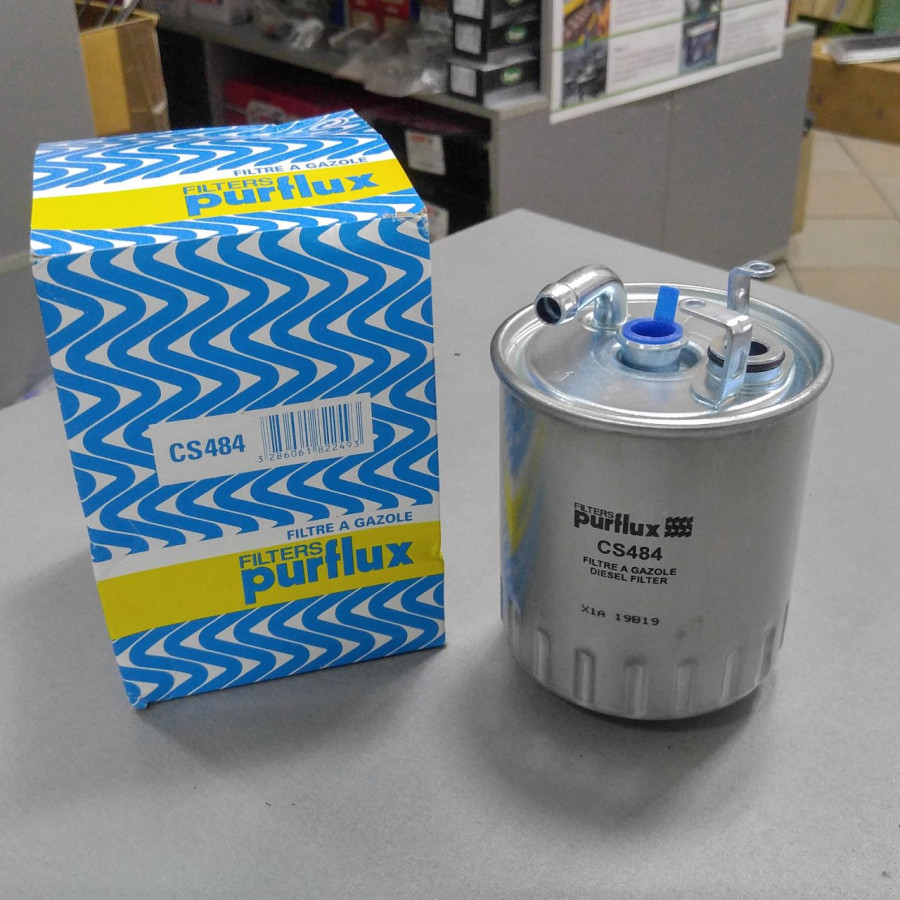 FILTRE A GAZOLE
FILTERS
purflux
CS484
3 286061 822493
FILTRE A GAZOLE
FILTERS
purflux
FILTERS
purflux
CS484
FILTRE A GAZOLE
DIESEL FILTER
X1A 19B19